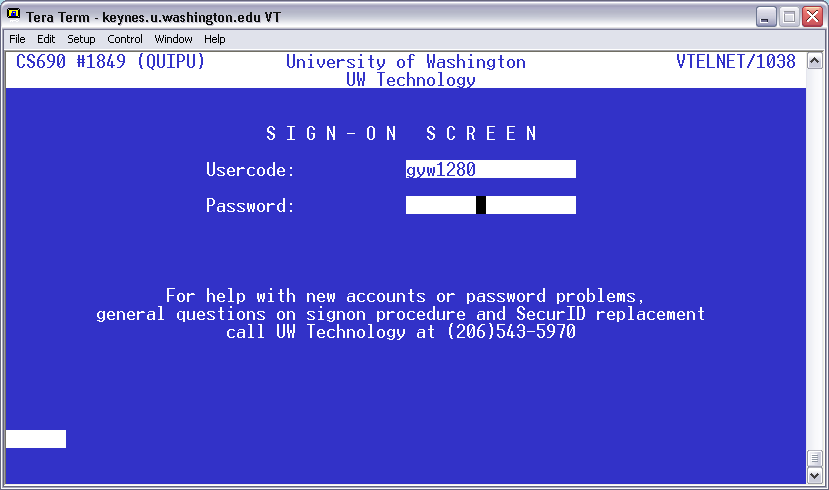 Tera Term - keynes.u.washington.edu VT
File Edit Setup Control Window Help
CS690 #1849 (QUIPU) University of Washington VTELNET/1038
UW Technology
S I G N - O N  S C R E E N
Usercode: gyw1280
Password:
For help with new accounts or password problems,
general questions on signon procedure and SecurID replacement
call UW Technology at (206)543-5970